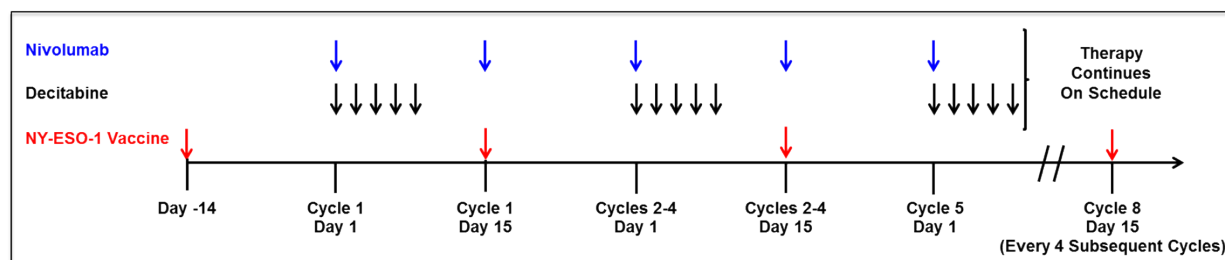 Nivolumab
Decitabine
NY-ESO-1 Vaccine
Therapy
Continues
On Schedule
Day -14
Cycle 1
Day 1
Cycle 1
Day 15
Cycles 2-4
Day 1
Cycles 2-4
Day 15
Cycle 5
Day 1
Cycle 8
Day 15
(Every 4 Subsequent Cycles)